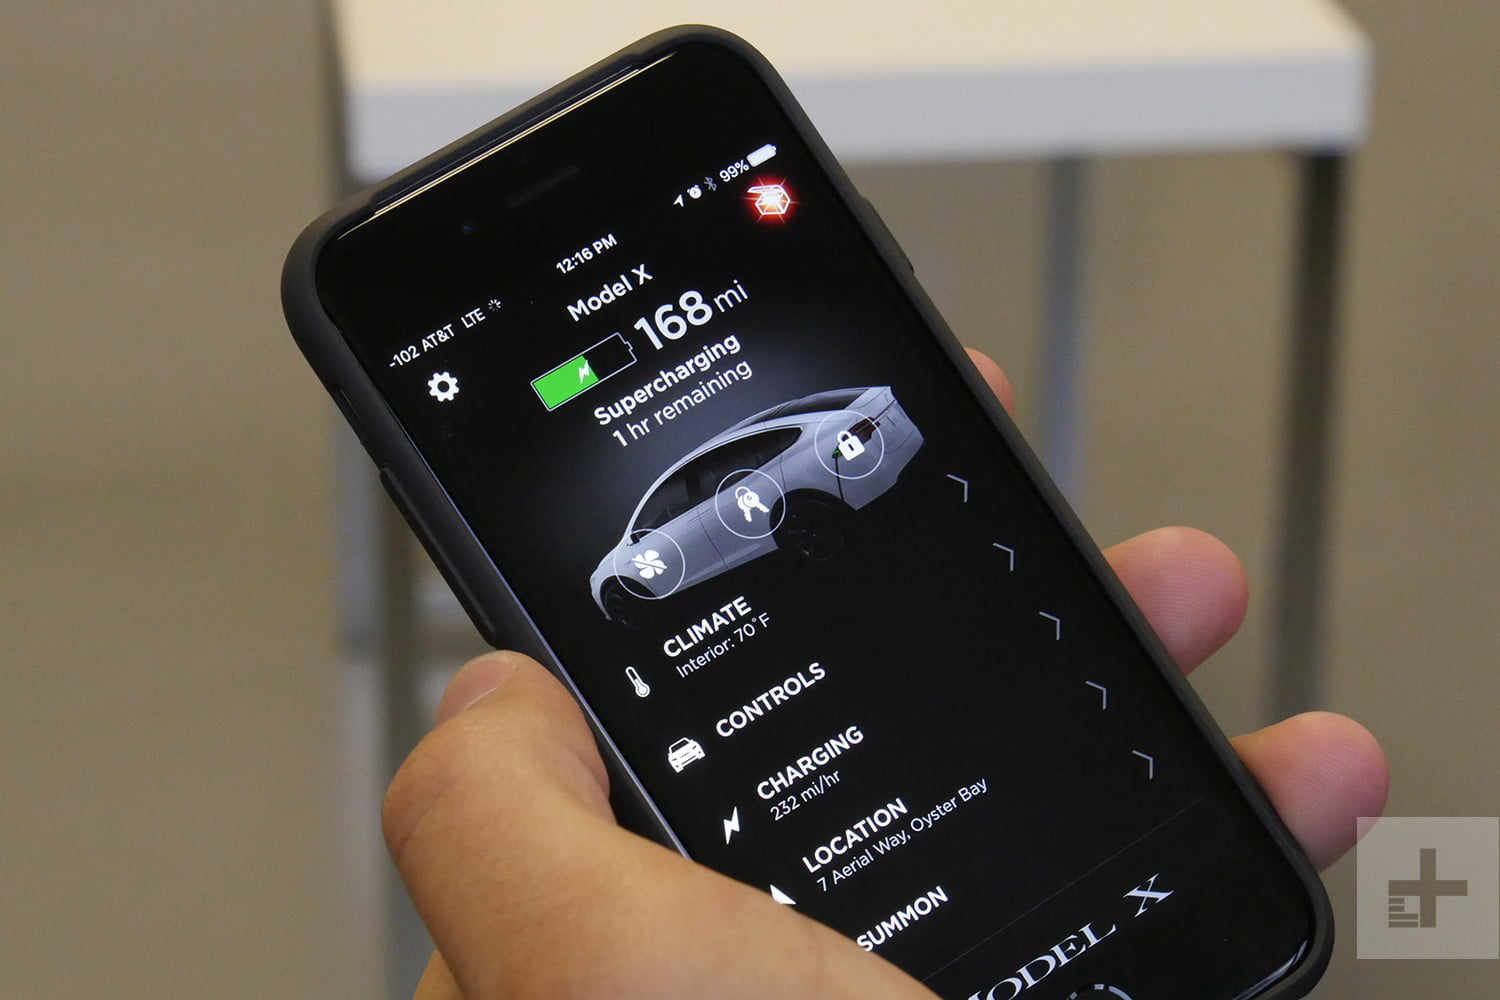 -102 AT&T LTE
12:16 PM
99%
Model X
168 mi
Supercharging
1 hr remaining
CLIMATE
Interior: 70°F
CONTROLS
CHARGING
232 mi/hr
LOCATION
7 Aerial Way, Oyster Bay
SUMMON
MODEL X